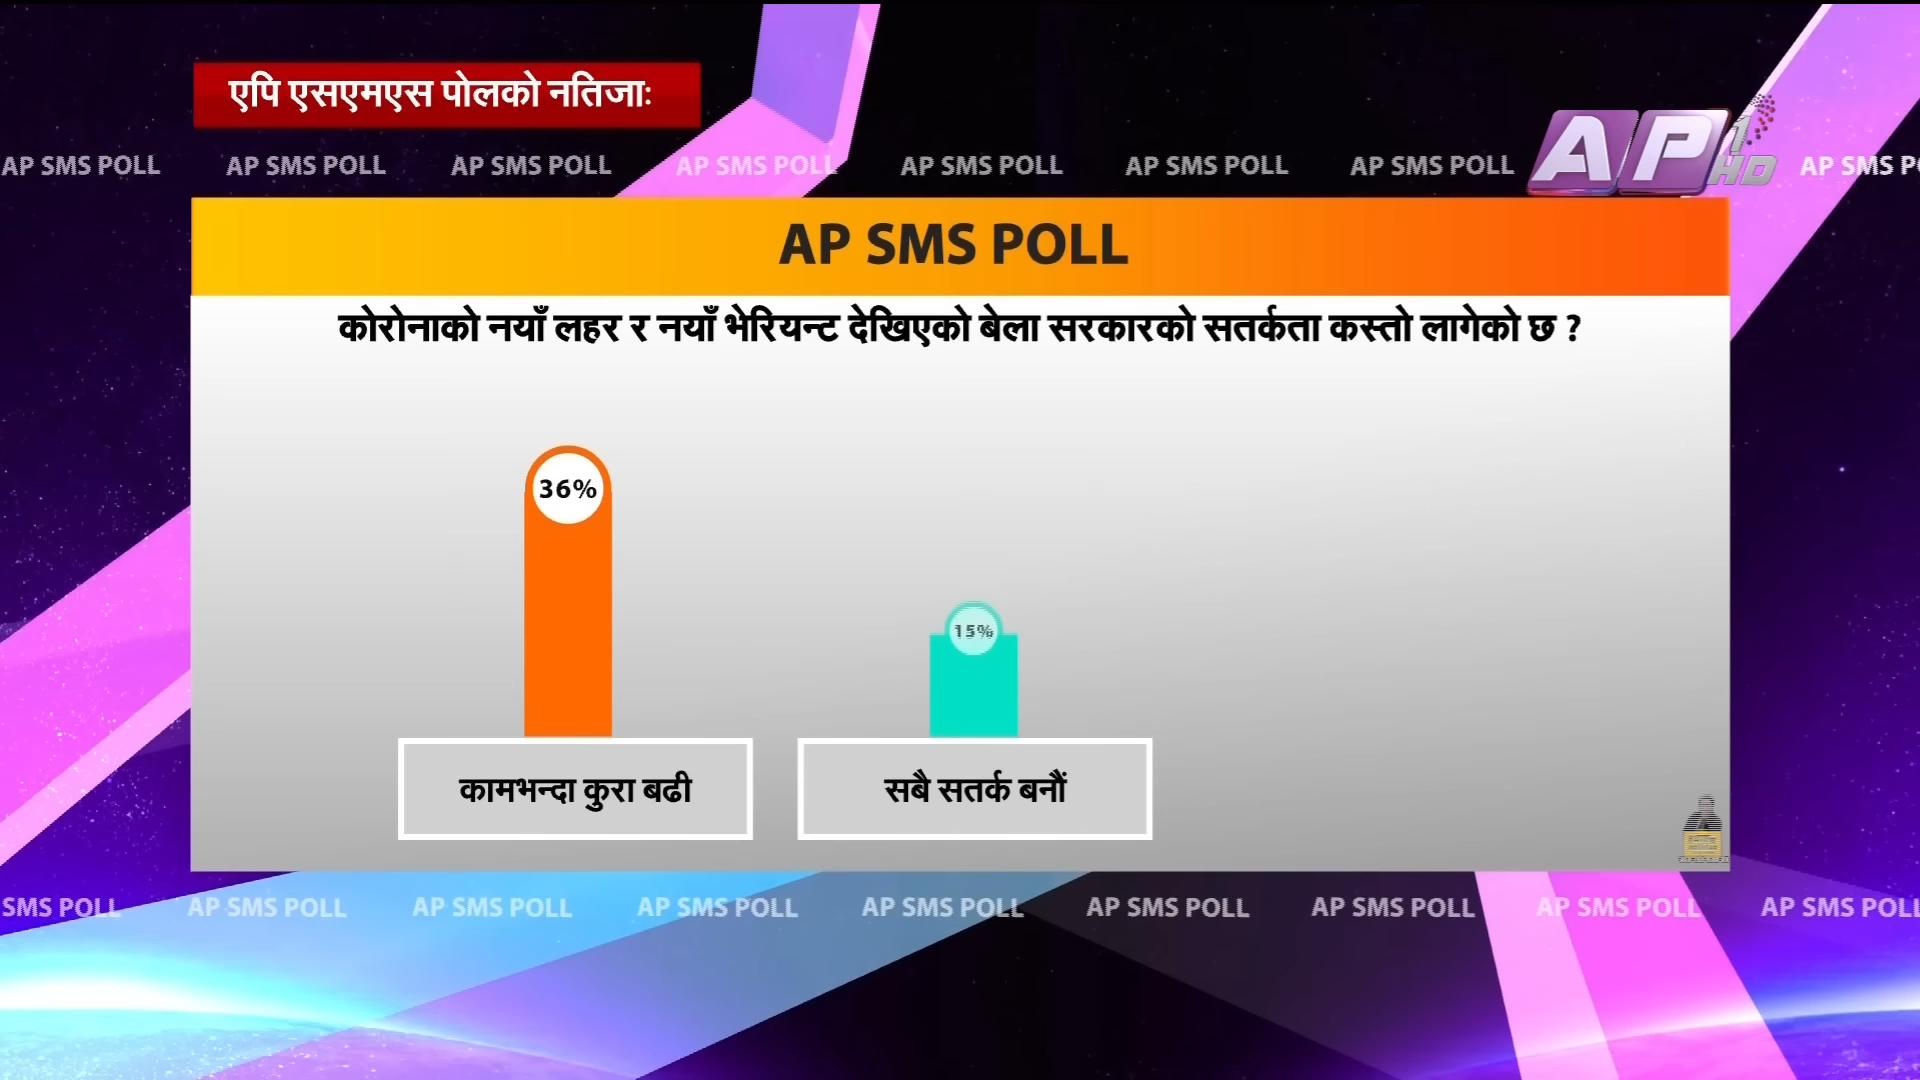 एपि एसएमएस पोलको नतिजाः
AP SMS POLL AP SMS POLL AP SMS POLL AP SMS POLL AP SMS POLL AP SMS POLL AP SMS POLL AP SMS PO
AP1 HD
AP SMS POLL
कोरोनाको नयाँ लहर र नयाँ भेरियन्ट देखिएको बेला सरकारको सतर्कता कस्तो लागेको छ ?
36%
15%
कामभन्दा कुरा बढी
सबै सतर्क बनौं
SMS POLL AP SMS POLL AP SMS POLL AP SMS POLL AP SMS POLL AP SMS POLL AP SMS POLL AP SMS POLL AP SMS POLL